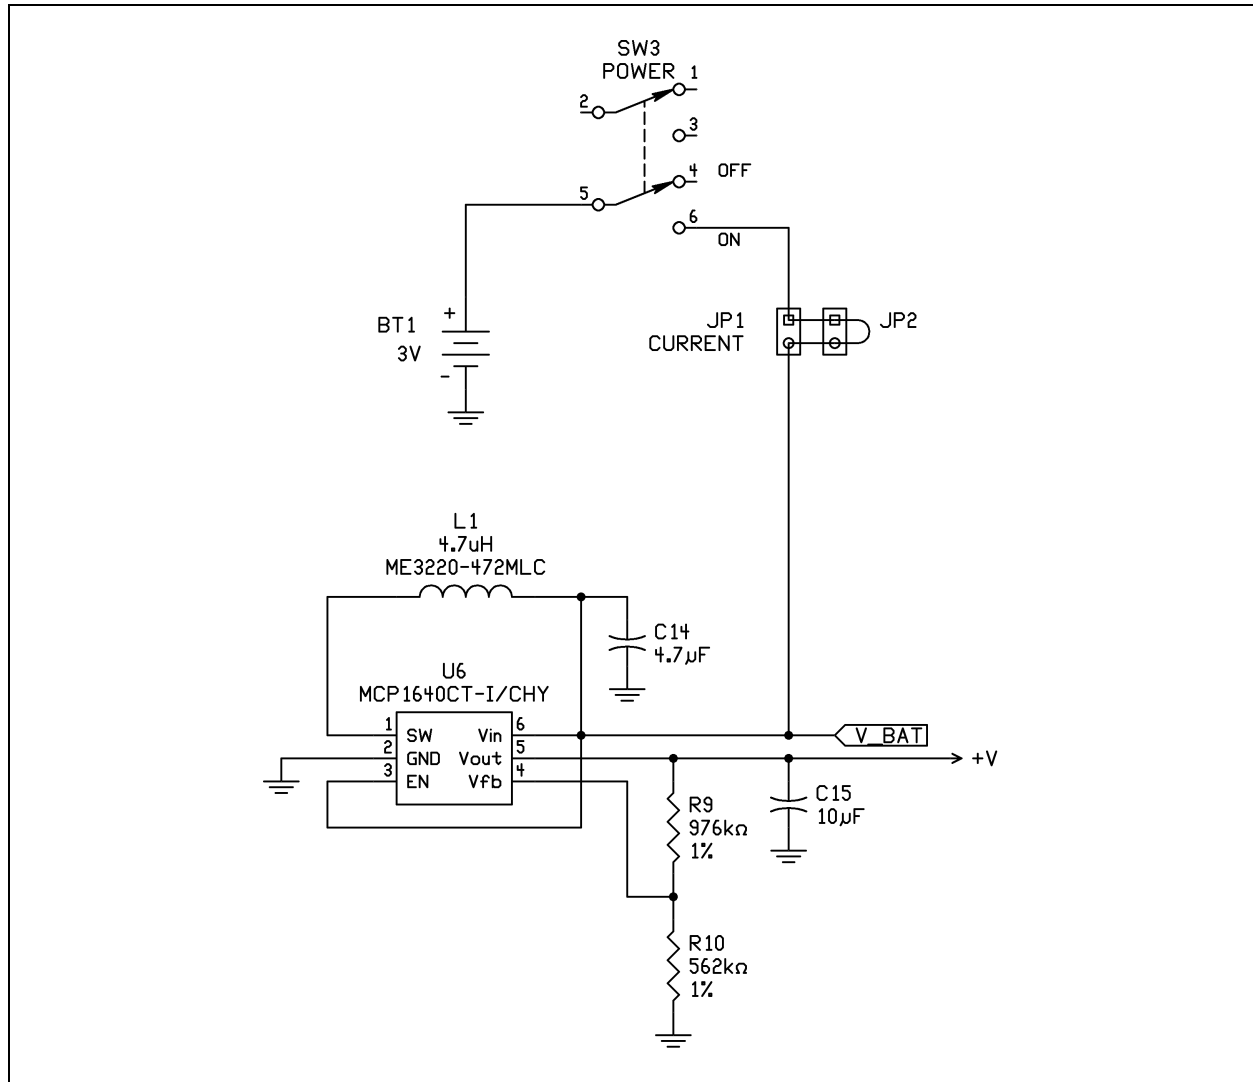 SW3
POWER
1
2
3
4
OFF
5
6
ON
+
BT1
3V
-
JP1
CURRENT
JP2
L1
4.7uH
ME3220-472MLC
C14
4.7µF
U6
MCP1640CT-I/CHY
1
SW
Vin
6
V_BAT
2
GND
Vout
5
+V
3
EN
Vfb
4
C15
10µF
R9
976kΩ
1%
R10
562kΩ
1%